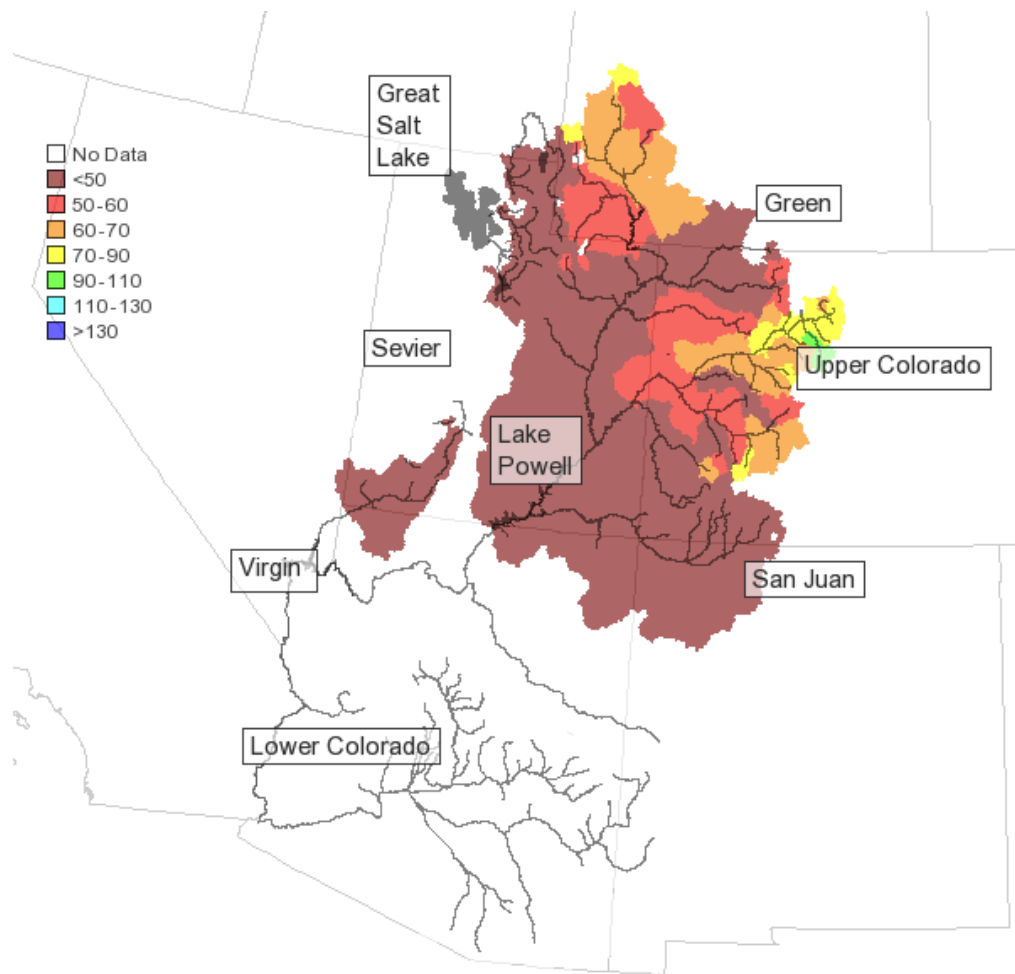 Great
Salt
Lake
No Data
<50
50-60
60-70
70-90
90-110
110-130
>130
Green
Sevier
Upper Colorado
Lake
Powell
Virgin
San Juan
Lower Colorado